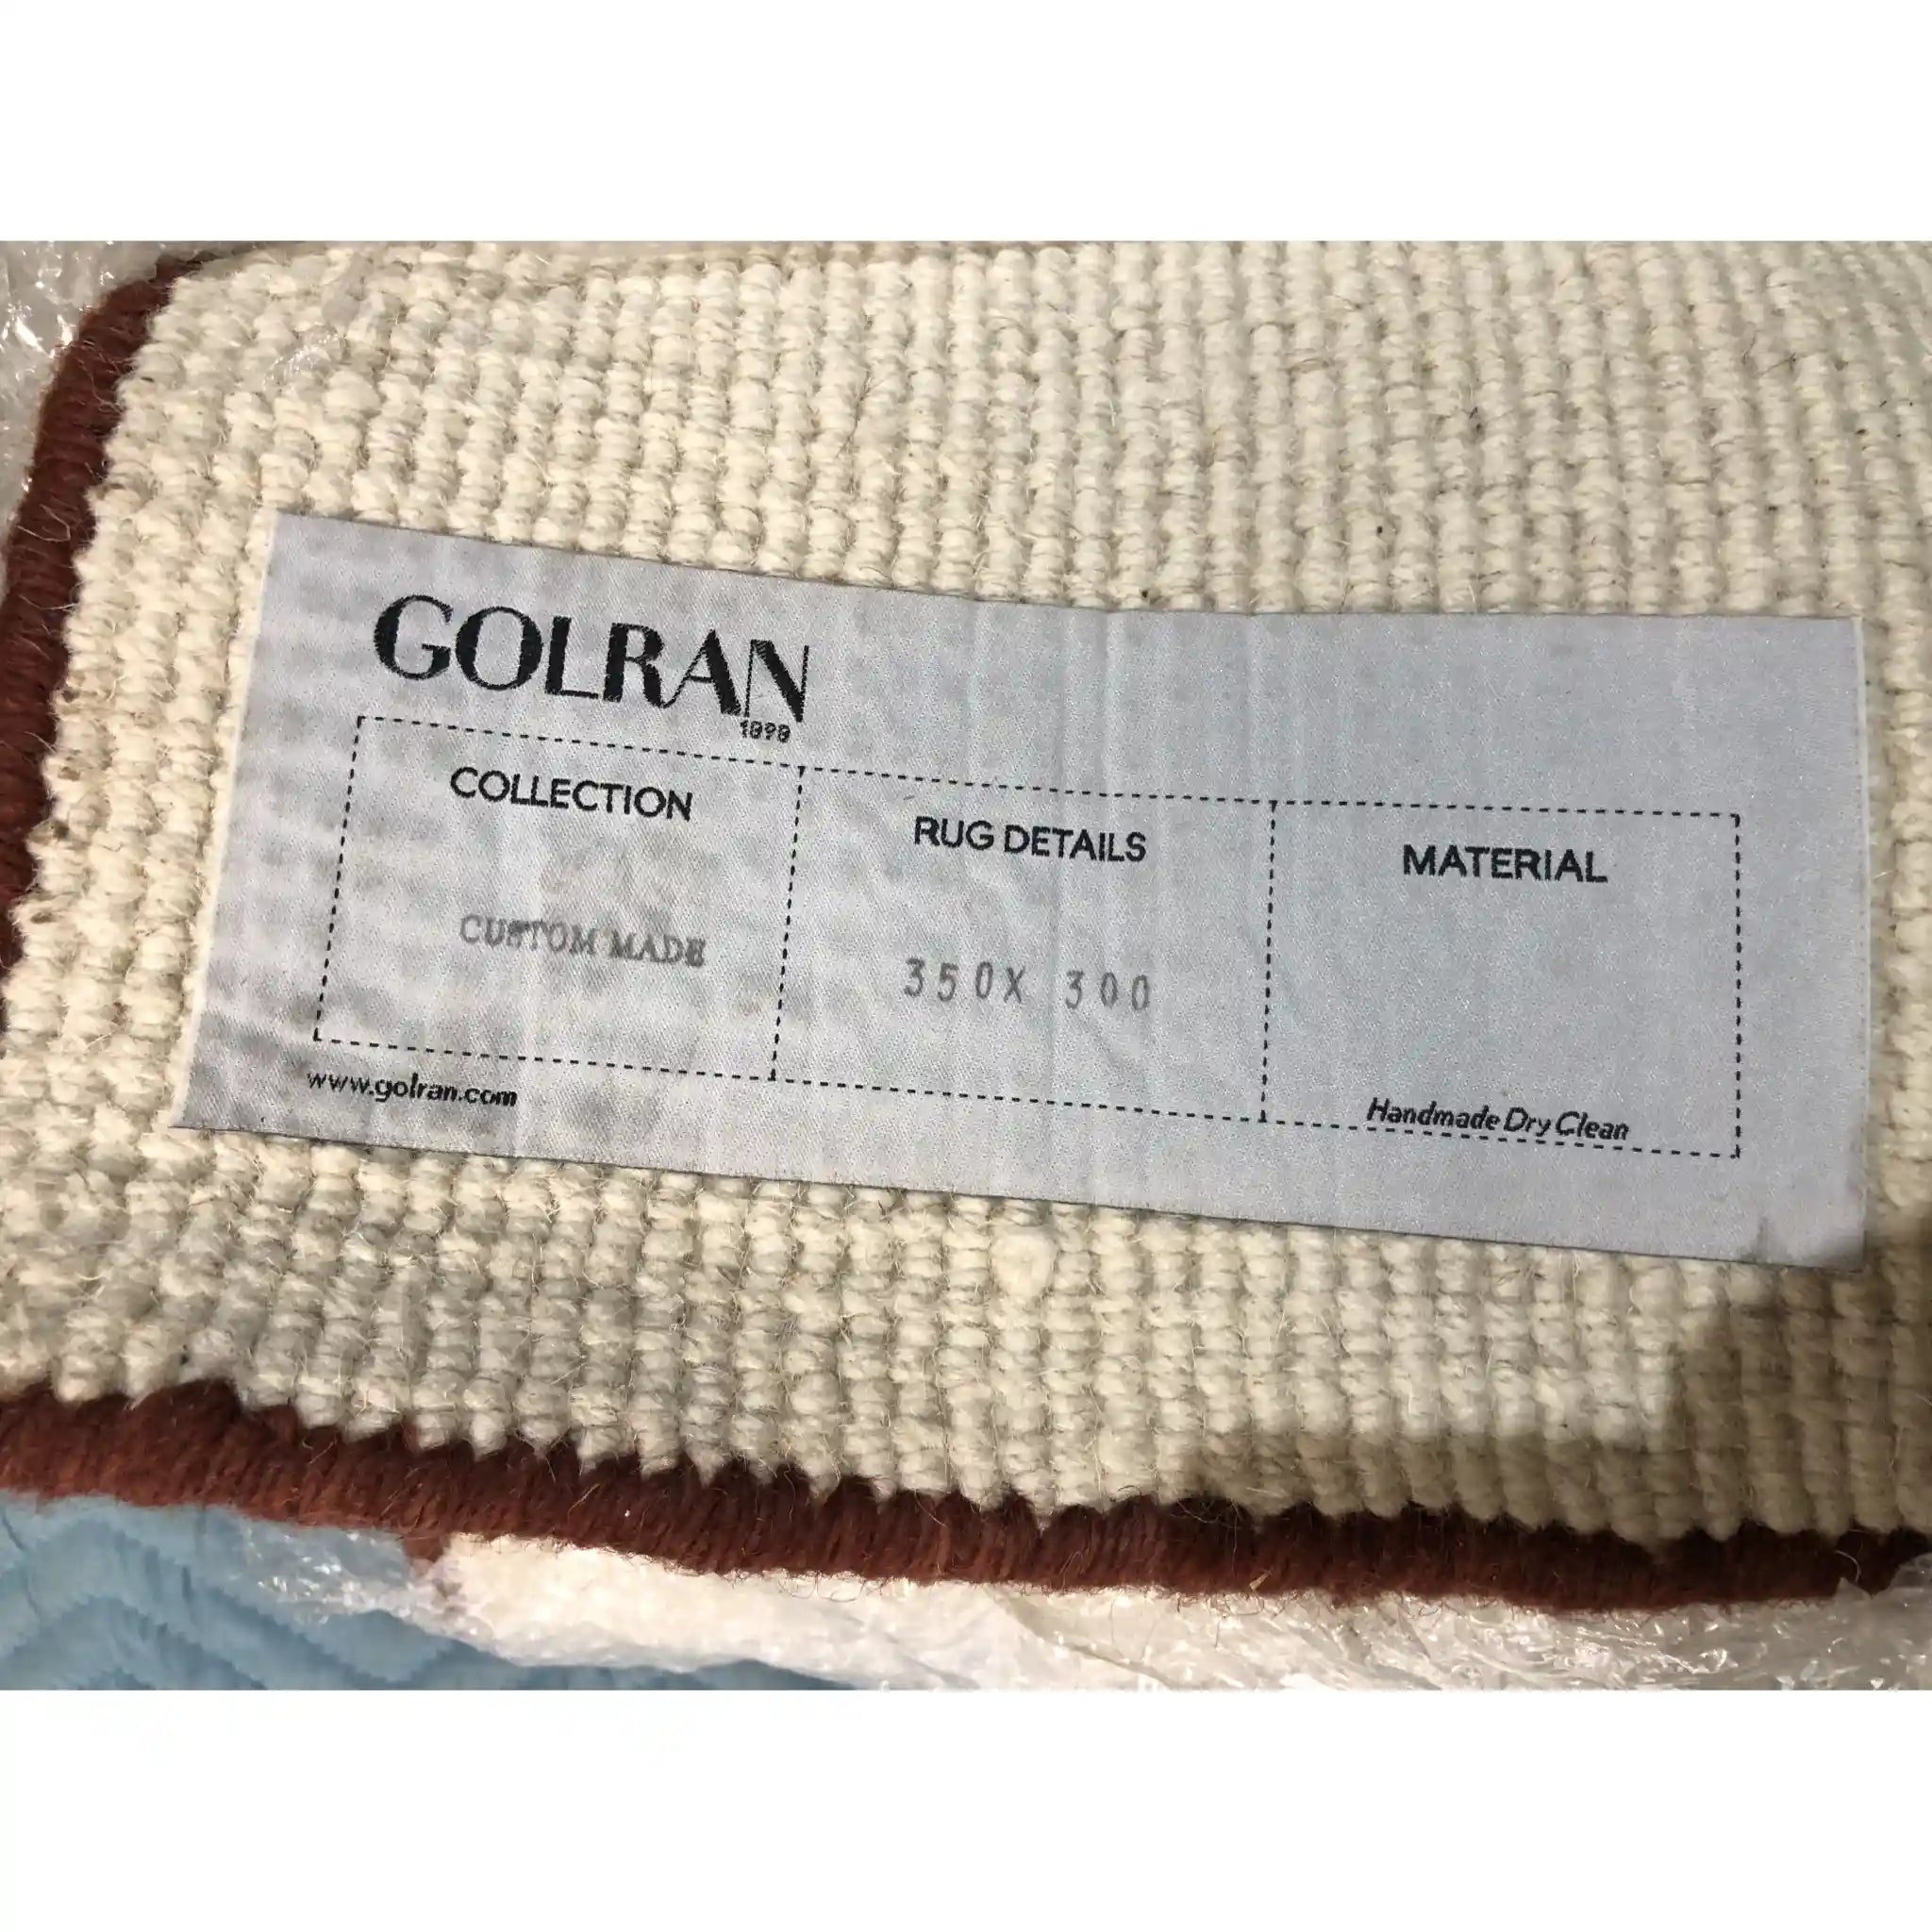 GOLRAN
1898
COLLECTION
RUG DETAILS
MATERIAL
CUSTOM MADE
350X 300
www.golran.com
Handmade Dry Clean